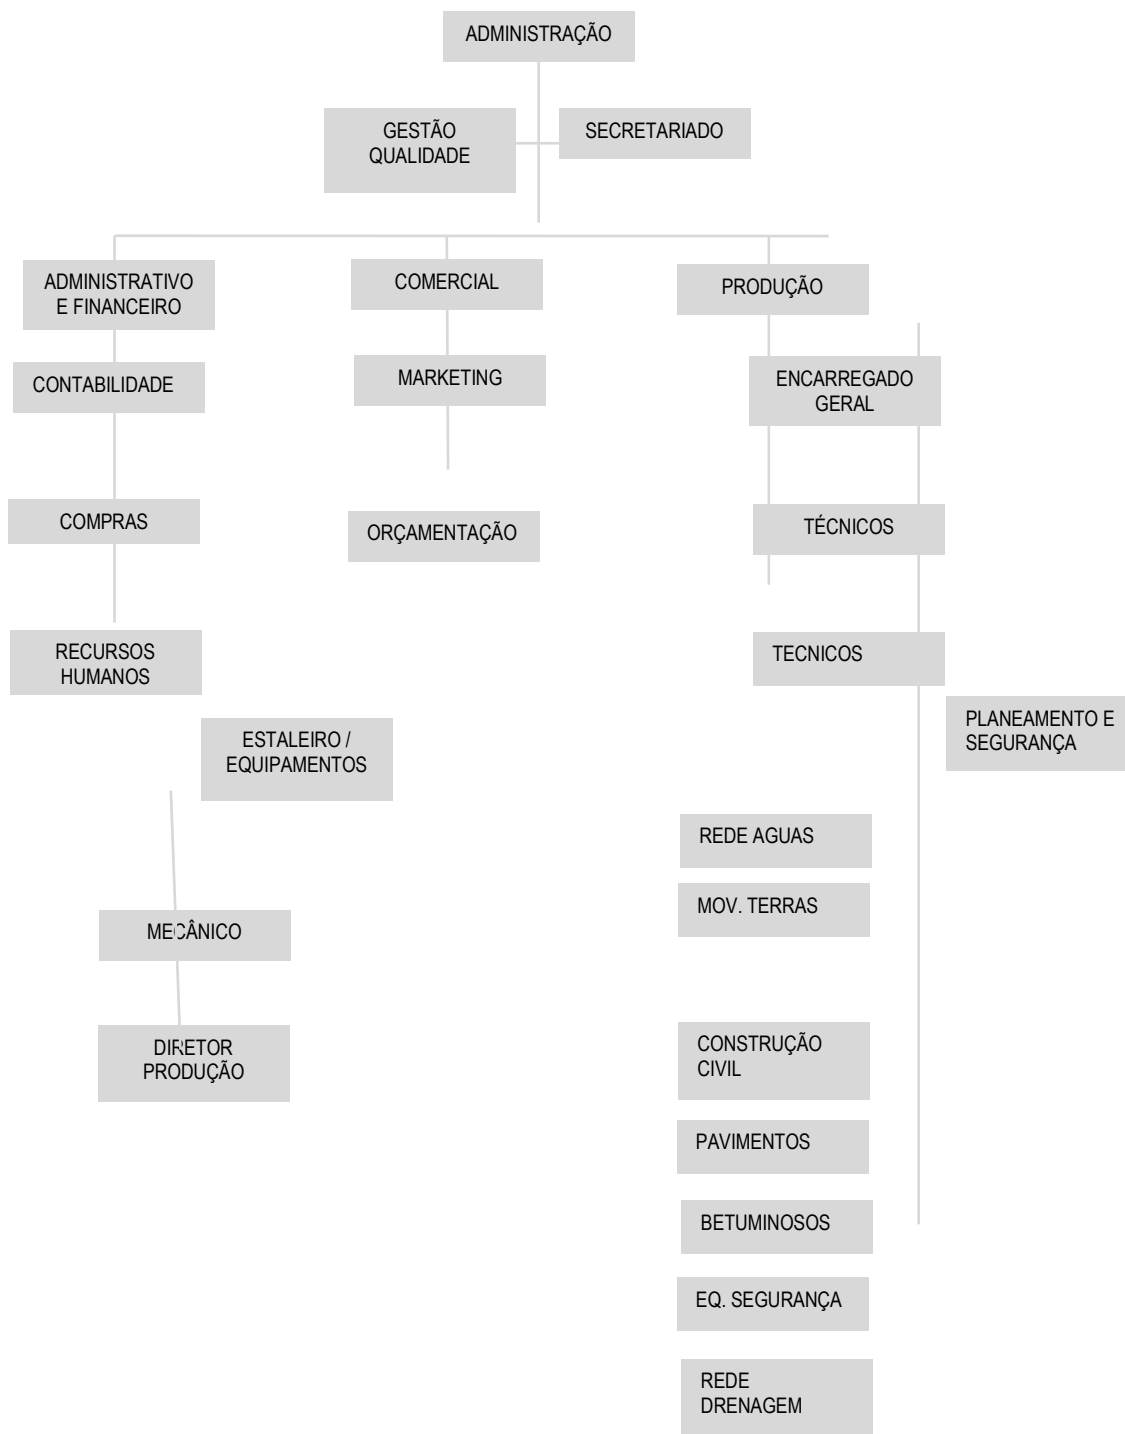 ADMINISTRAÇÃO
GESTÃO
QUALIDADE
SECRETARIADO
ADMINISTRATIVO
E FINANCEIRO
COMERCIAL
PRODUÇÃO
CONTABILIDADE
MARKETING
ENCARREGADO
GERAL
COMPRAS
ORÇAMENTAÇÃO
TÉCNICOS
RECURSOS
HUMANOS
TECNICOS
ESTALEIRO /
EQUIPAMENTOS
PLANEAMENTO E
SEGURANÇA
REDE AGUAS
MOV. TERRAS
MECÂNICO
DIRETOR
PRODUÇÃO
CONSTRUÇÃO
CIVIL
PAVIMENTOS
BETUMINOSOS
EQ. SEGURANÇA
REDE
DRENAGEM